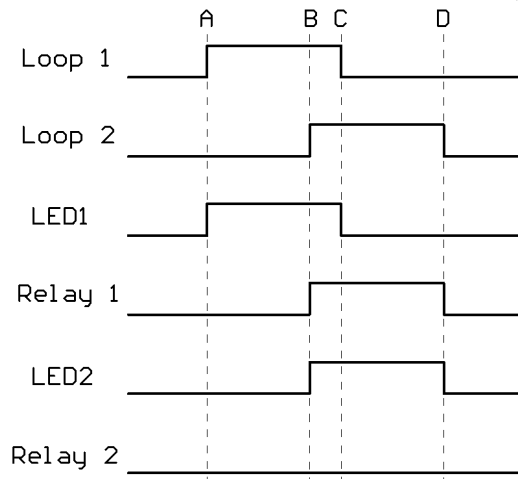 A B C D
Loop 1
Loop 2
LED1
Relay 1
LED2
Relay 2